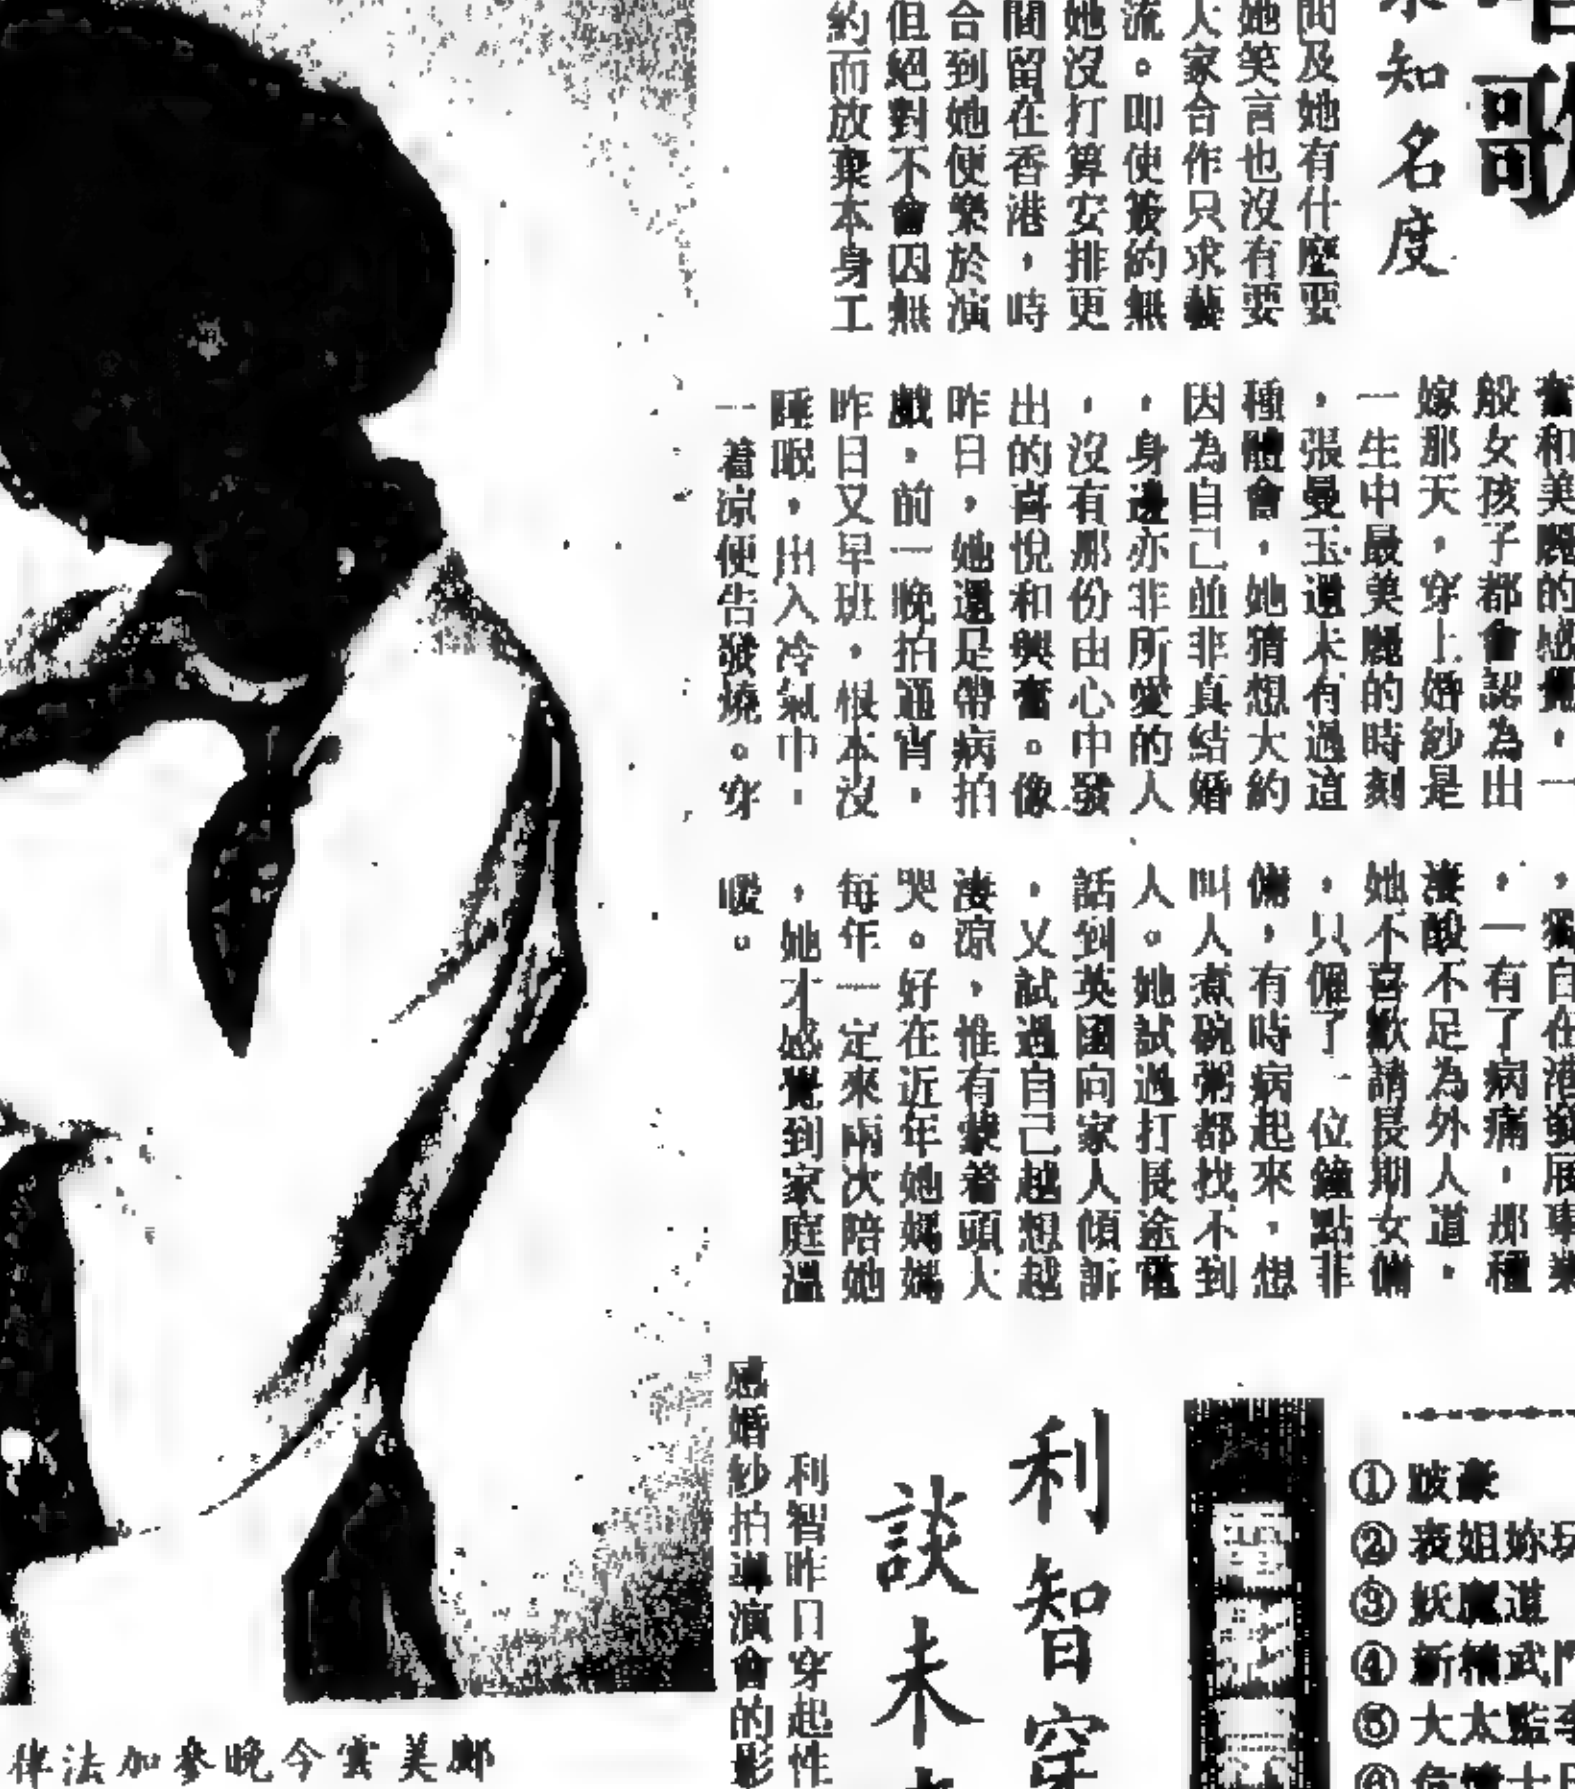 歌
知名度
問及她有什麼要
她笑言也沒有要
大家合作只求藝
流。即使簽約無
她沒打算安排更
間留在香港，時
合到她便樂於演
但絕對不會因無
約而放棄本身工
奮和美麗的感覺，一
般女孩子都會認為出
嫁那天，穿上婚紗是
一生中最美麗的時刻
，張曼玉還未有過這
種體會，她猜想大約
因為自己並非真結婚
，身邊亦非所愛的人
，沒有那份由心中發
出的喜悅和興奮。像
昨日，她還是帶病拍
戲，前一晚拍通宵，
昨日又早班，根本沒
睡眠，出入冷氣中，
一着涼便告發燒。穿
，獨自在港發展事業
，一有了病痛，那種
淒酸不足為外人道，
她不喜歡請長期女傭
，只僱了一位鐘點非
傭，有時病起來，想
叫人煮碗粥都找不到
人。她試過打長途電
話到英國向家人傾訴
，又試過自己越想越
淒涼，惟有蒙着頭大
哭。好在近年她媽媽
每年一定來兩次陪她
，她才感覺到家庭溫
暖。
①跛豪
②表姐妳玩
③妖魔道
④新精武門
⑤大太監李
⑥
利智穿
談未
利智昨日穿起性
感婚紗拍導演會的影
鄺美雲今晚參加法律